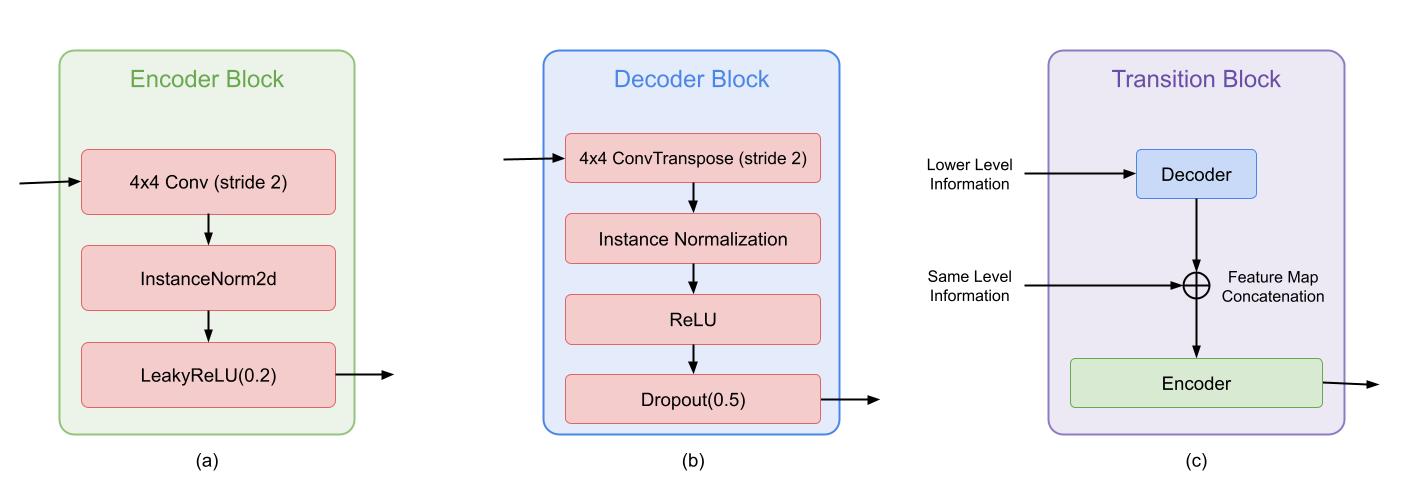 Encoder Block
4x4 Conv (stride 2)
InstanceNorm2d
LeakyReLU(0.2)
(a)
Decoder Block
4x4 ConvTranspose (stride 2)
Instance Normalization
ReLU
Dropout(0.5)
(b)
Transition Block
Lower Level
Information
Decoder
Same Level
Information
Feature Map
Concatenation
Encoder
(c)